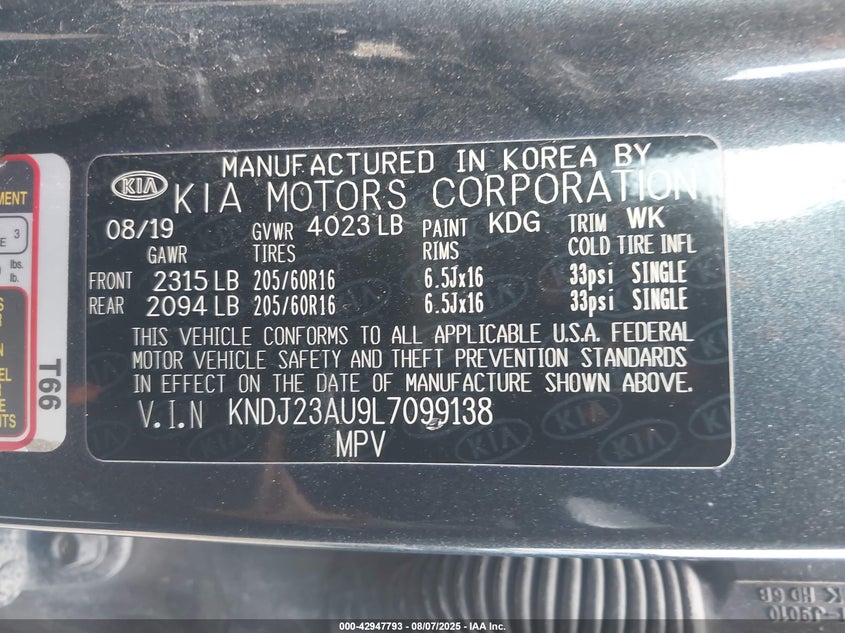 MANUFACTURED IN KOREA BY
KIA KIA MOTORS CORPORATION
08/19 GVWR 4023 LB PAINT KDG TRIM WK
GAWR TIRES RIMS COLD TIRE INFL
FRONT 2315 LB 205/60R16 6.5Jx16 33psi SINGLE
REAR 2094 LB 205/60R16 6.5Jx16 33psi SINGLE
THIS VEHICLE CONFORMS TO ALL APPLICABLE U.S.A. FEDERAL
MOTOR VEHICLE SAFETY AND THEFT PREVENTION STANDARDS
IN EFFECT ON THE DATE OF MANUFACTURE SHOWN ABOVE.
V.I.N KNDJ23AU9L7099138
MPV
T66
3
lbs.
lb.
000-42947793 - 08/07/2025 - IAA Inc.